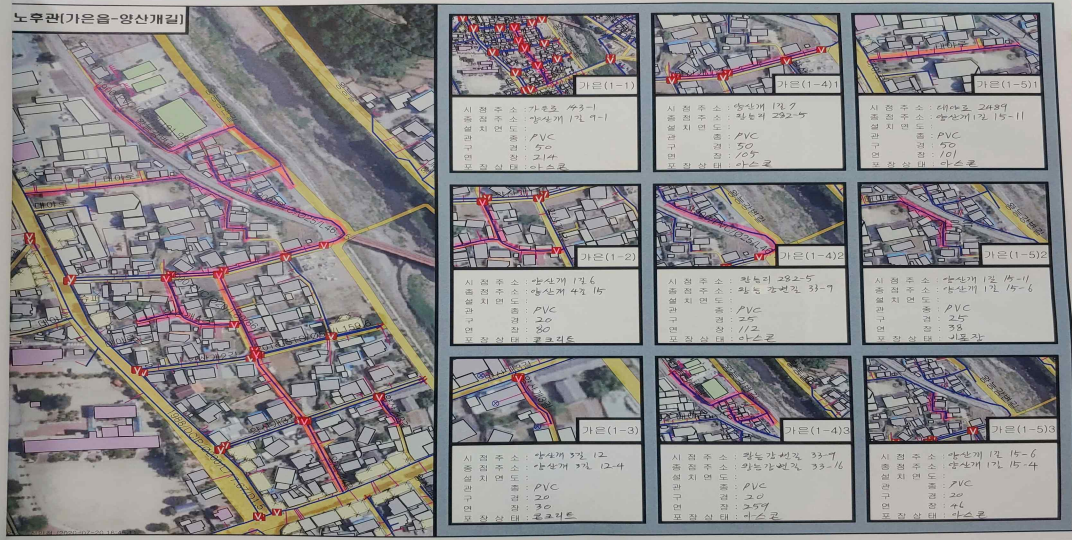 노후관[가은읍-양산개길]
대야로
가은(1-1)
시 점 주 소 : 가은로 143-1
종 점 주 소 : 양산개 1길 9-1
설 치 연 도 :
관 종 : PVC
구 경 : 50
연 장 : 214
포 장 상 태 : 아스콘
가은(1-4)1
시 점 주 소 : 양산개 1길 7
종 점 주 소 : 왕능리 282-5
설 치 연 도 :
관 종 : PVC
구 경 : 50
연 장 : 105
포 장 상 태 : 아스콘
가은(1-5)1
시 점 주 소 : 대야로 2489
종 점 주 소 : 양산개 1길 15-11
설 치 연 도 :
관 종 : PVC
구 경 : 50
연 장 : 101
포 장 상 태 : 아스콘
가은(1-2)
시 점 주 소 : 양산개 1길 6
종 점 주 소 : 양산개 4길 15
설 치 연 도 :
관 종 : PVC
구 경 : 20
연 장 : 80
포 장 상 태 : 콘크리트
가은(1-4)2
시 점 주 소 : 왕능리 282-5
종 점 주 소 : 왕능강변길 33-9
설 치 연 도 :
관 종 : PVC
구 경 : 25
연 장 : 112
포 장 상 태 : 아스콘
가은(1-5)2
시 점 주 소 : 양산개 1길 15-11
종 점 주 소 : 양산개 1길 15-6
설 치 연 도 :
관 종 : PVC
구 경 : 25
연 장 : 38
포 장 상 태 : 비포장
가은(1-3)
시 점 주 소 : 양산개 3길 12
종 점 주 소 : 양산개 3길 12-4
설 치 연 도 :
관 종 : PVC
구 경 : 20
연 장 : 30
포 장 상 태 : 콘크리트
가은(1-4)3
시 점 주 소 : 왕능강변길 33-9
종 점 주 소 : 왕능강변길 33-16
설 치 연 도 :
관 종 : PVC
구 경 : 20
연 장 : 259
포 장 상 태 : 아스콘
가은(1-5)3
시 점 주 소 : 양산개 1길 15-6
종 점 주 소 : 양산개 1길 15-4
설 치 연 도 :
관 종 : PVC
구 경 : 20
연 장 : 46
포 장 상 태 : 아스콘